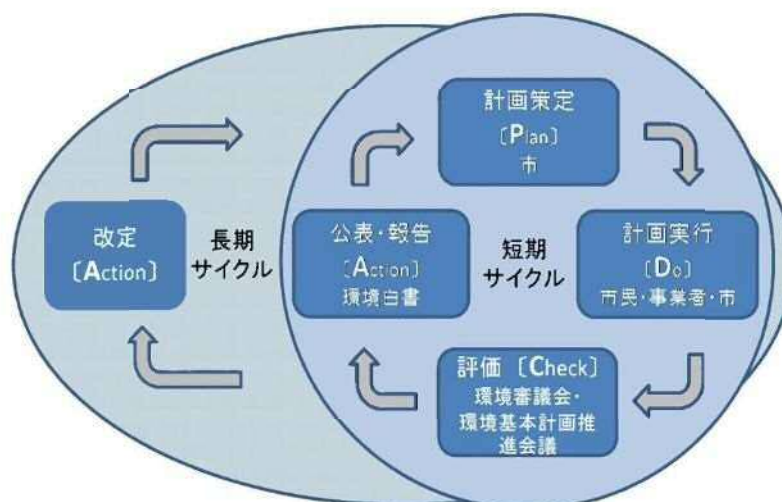 計画策定
〔Plan〕
市
改定
〔Action〕
長期
サイクル
公表・報告
〔Action〕
環境白書
短期
サイクル
計画実行
〔Do〕
市民・事業者・市
評価〔Check〕
環境審議会・
環境基本計画推
進会議